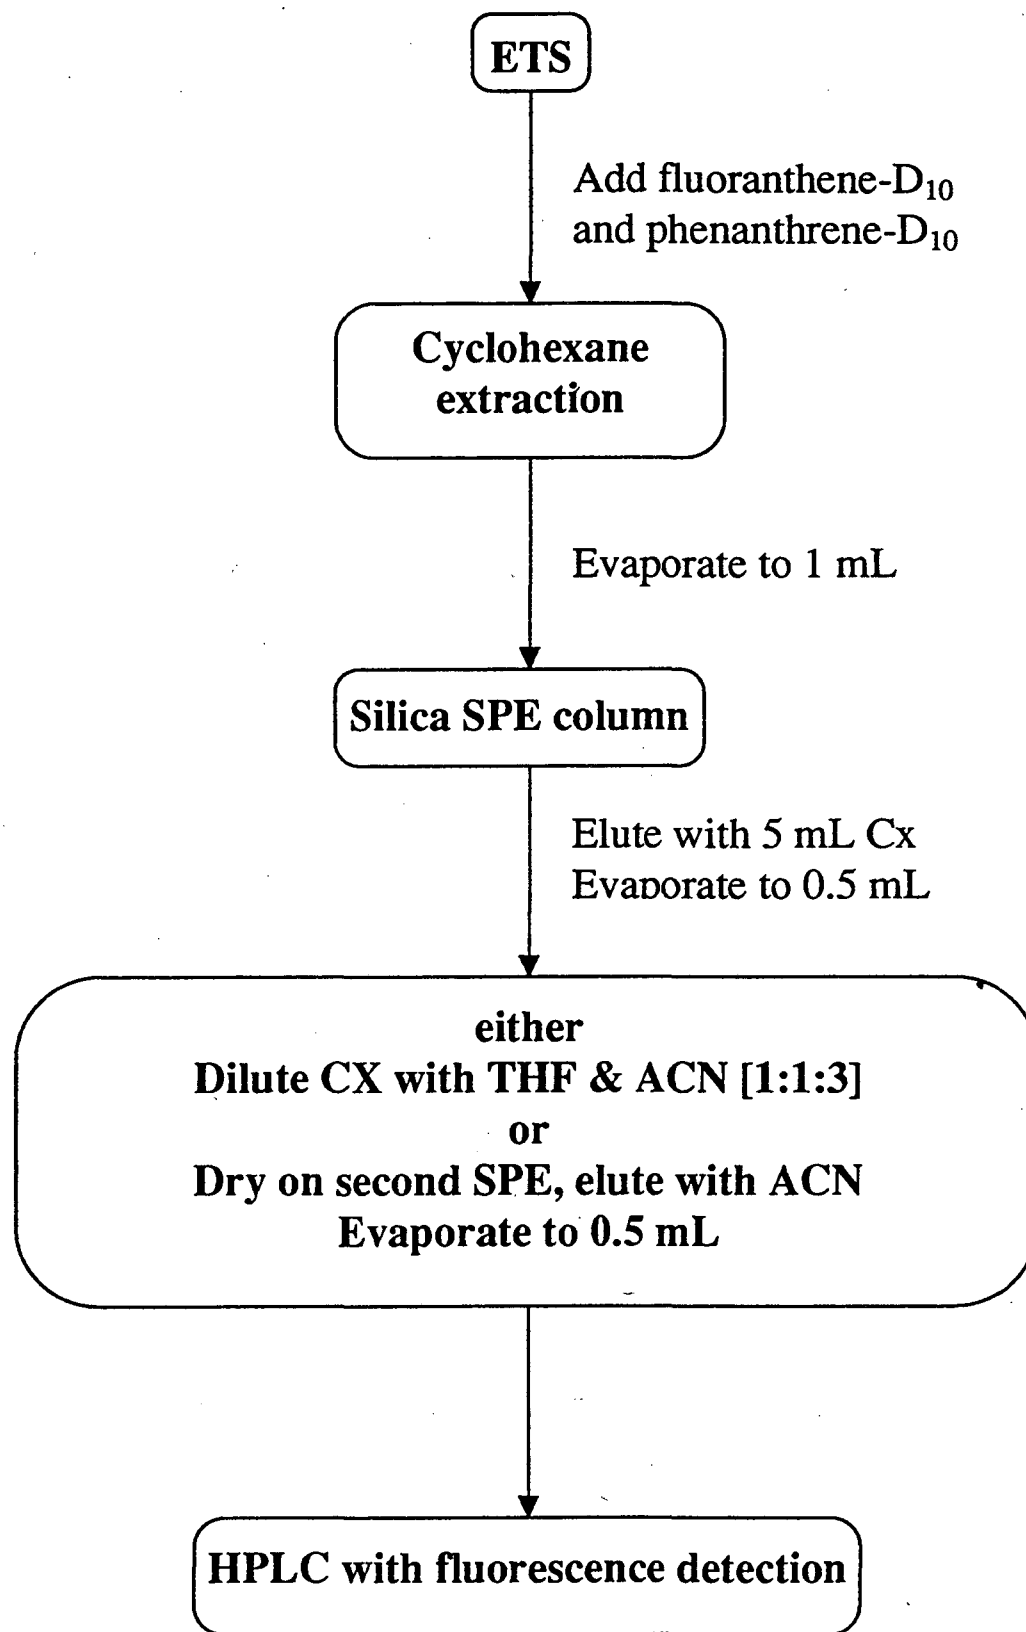 ETS
Add fluoranthene-D₁₀
and phenanthrene-D₁₀
Cyclohexane
extraction
Evaporate to 1 mL
Silica SPE column
Elute with 5 mL Cx
Evaporate to 0.5 mL
either
Dilute CX with THF & ACN [1:1:3]
or
Dry on second SPE, elute with ACN
Evaporate to 0.5 mL
HPLC with fluorescence detection